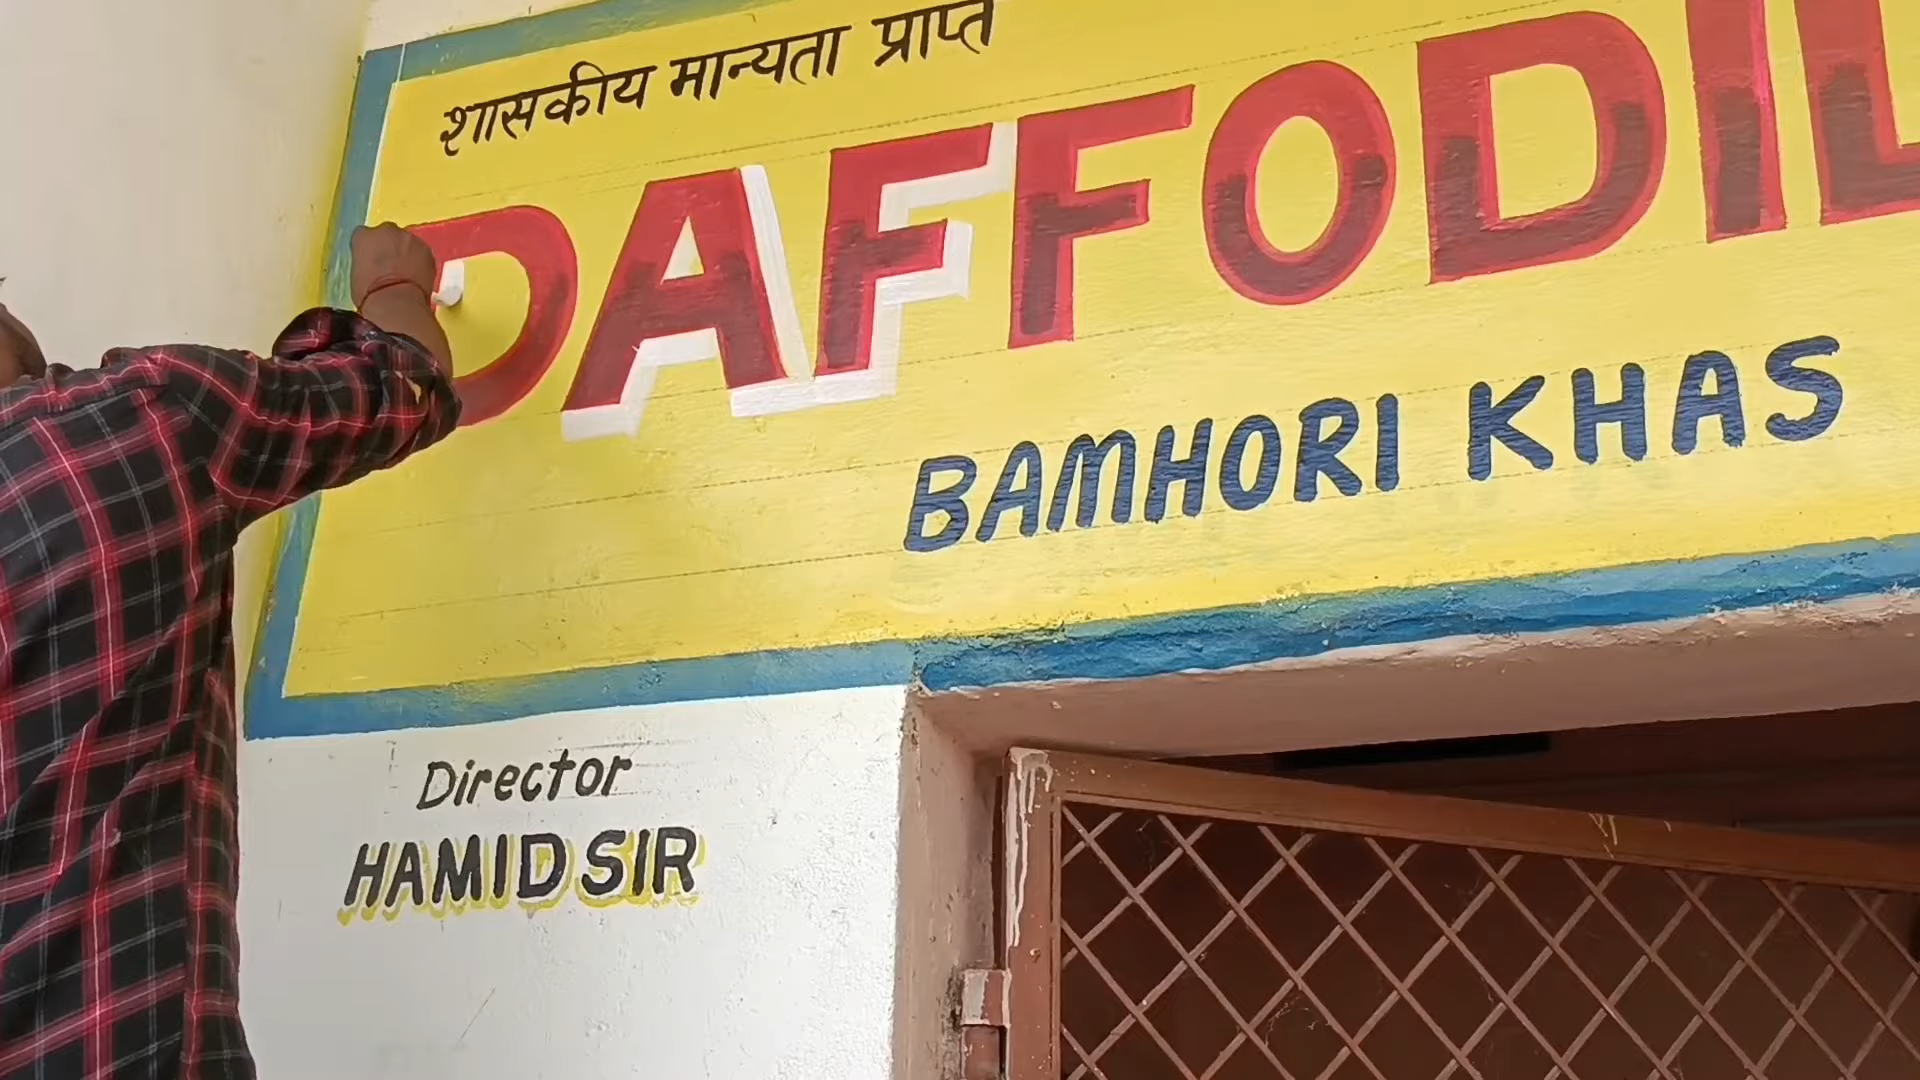 शासकीय मान्यता प्राप्त
DAFFODIL
BAMHORI KHAS
Director
HAMID SIR